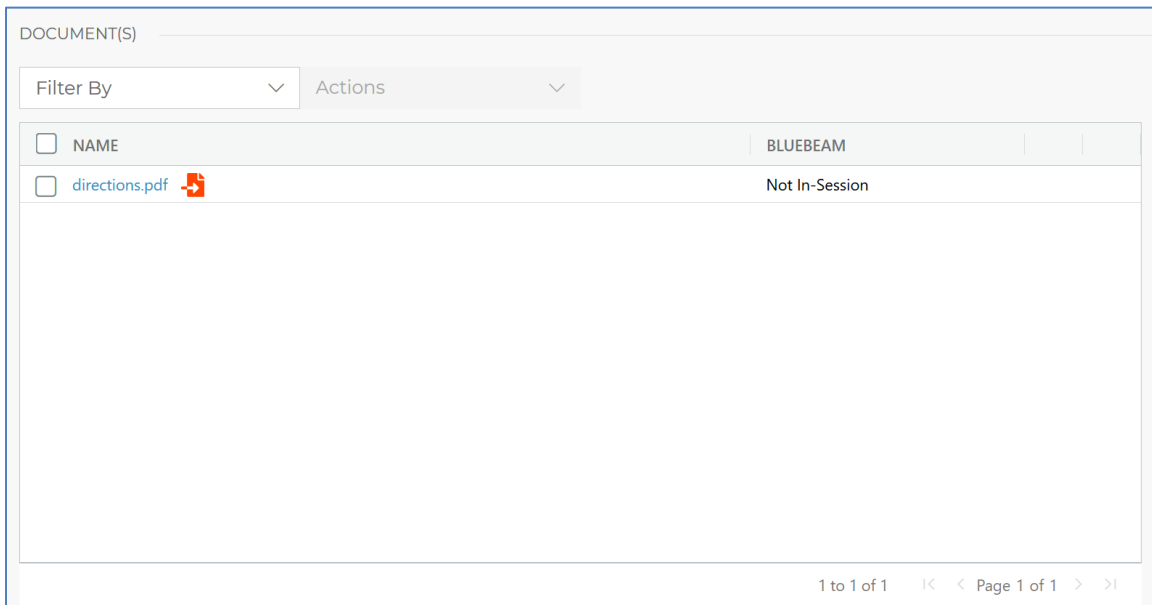 DOCUMENT(S)
Filter By Actions
NAME BLUEBEAM
directions.pdf Not In-Session
1 to 1 of 1 Page 1 of 1